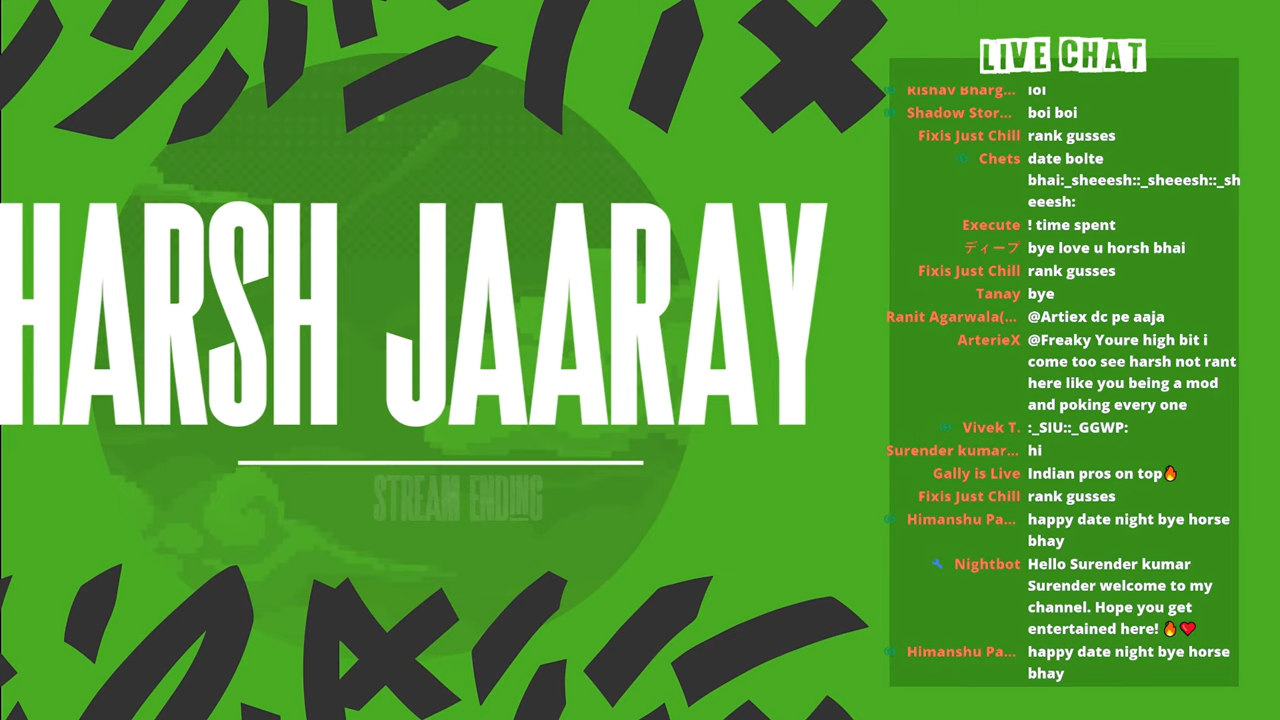 HARSH JAARAY
STREAM ENDING
LIVE CHAT
Rishav Bharg... lol
Shadow Stor... boi boi
Fixis Just Chill rank gusses
Chets date bolte
bhai:_sheeesh::_sheeesh::_sh
eeesh:
Execute ! time spent
ディープ bye love u horsh bhai
Fixis Just Chill rank gusses
Tanay bye
Ranit Agarwala(... @Artiex dc pe aaja
ArterieX @Freaky Youre high bit i
come too see harsh not rant
here like you being a mod
and poking every one
Vivek T. :_SIU::_GGWP:
Surender kumar... hi
Gally is Live Indian pros on top🔥
Fixis Just Chill rank gusses
Himanshu Pa... happy date night bye horse
bhay
Nightbot Hello Surender kumar
Surender welcome to my
channel. Hope you get
entertained here! 🔥❤️
Himanshu Pa... happy date night bye horse
bhay